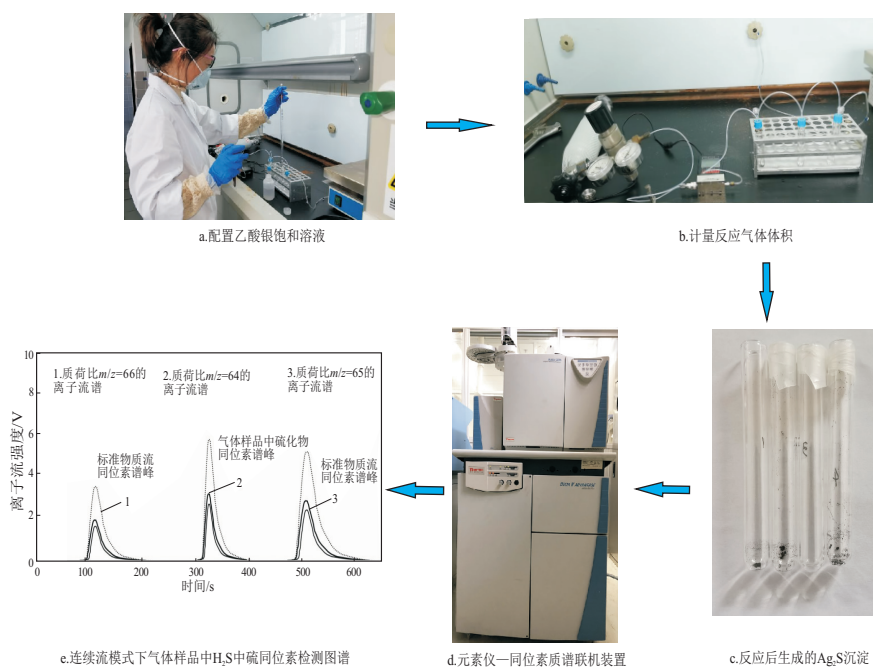 a.配置乙酸银饱和溶液
b.计量反应气体体积
c.反应后生成的Ag₂S沉淀
d.元素仪—同位素质谱联机装置
离子流强度/V
10
8
6
4
2
0
1.质荷比m/z=66的
离子流谱
2.质荷比m/z=64的
离子流谱
3.质荷比m/z=65的
离子流谱
标准物质流
同位素谱峰
气体样品中硫化物
同位素谱峰
标准物质流
同位素谱峰
1
2
3
0
100
200
300
400
500
600
时间/s
e.连续流模式下气体样品中H₂S中硫同位素检测图谱